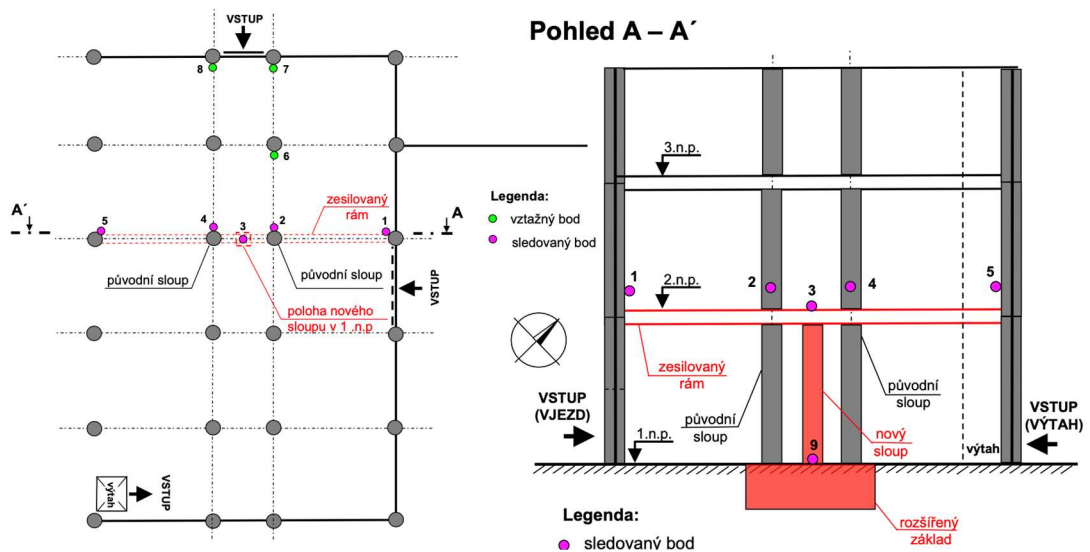 VSTUP
8
7
6
A´
zesilovaný
rám
A
5
4
3
2
1
původní sloup
původní sloup
poloha nového
sloupu v 1 .n.p
VSTUP
výtah
VSTUP
Legenda:
vztažný bod
sledovaný bod
Pohled A – A´
3.n.p.
1
2.n.p.
2
3
4
5
zesilovaný
rám
původní
sloup
původní
sloup
VSTUP
(VJEZD)
1.n.p.
9
nový
sloup
výtah
VSTUP
(VÝTAH)
rozšířený
základ
Legenda:
sledovaný bod